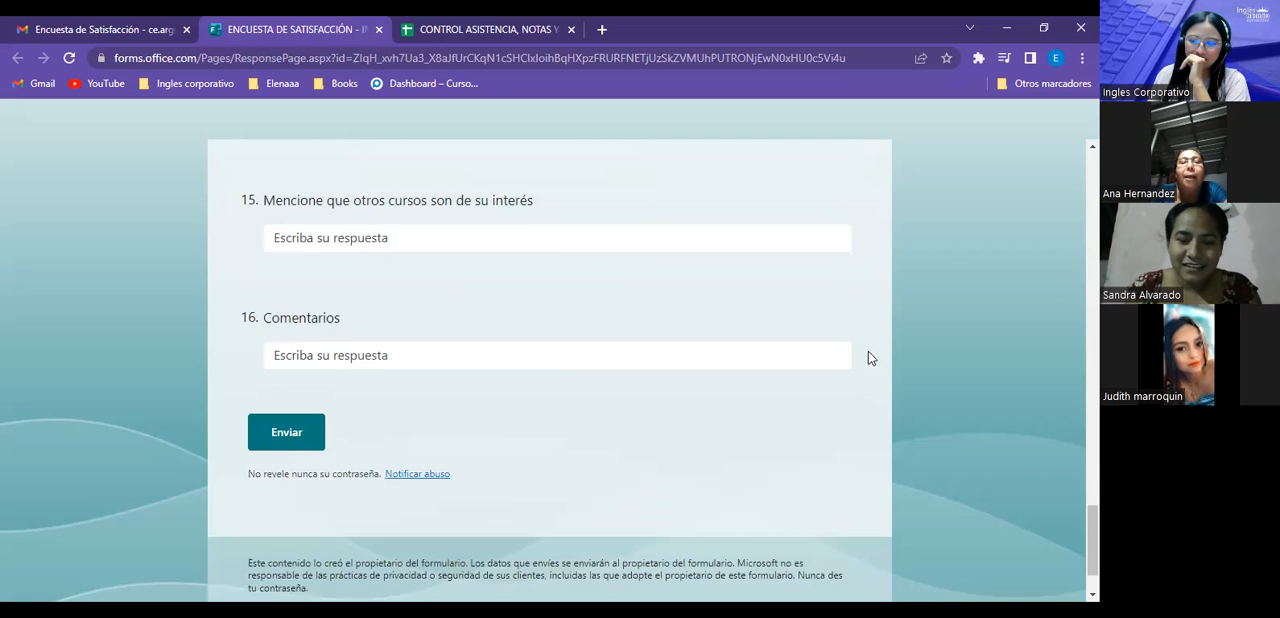 Encuesta de Satisfacción - ce.arg
ENCUESTA DE SATISFACCIÓN - I
CONTROL ASISTENCIA, NOTAS Y
forms.office.com/Pages/ResponsePage.aspx?id=ZIqH_xvh7Ua3_X8aJfUrCKqN1cSHClxIoihBqHXpzFRURFNETjUzSkZVMUhPUTRONjEwN0xHU0c5Vi4u
E
Gmail
YouTube
Ingles corporativo
Elenaaa
Books
Dashboard – Curso...
Otros marcadores
15. Mencione que otros cursos son de su interés
Escriba su respuesta
16. Comentarios
Escriba su respuesta
Enviar
No revele nunca su contraseña. Notificar abuso
Este contenido lo creó el propietario del formulario. Los datos que envíes se enviarán al propietario del formulario. Microsoft no es
responsable de las prácticas de privacidad o seguridad de sus clientes, incluidas las que adopte el propietario de este formulario. Nunca des
tu contraseña.
Ingles
Ingles Corporativo
Ana Hernandez
Sandra Alvarado
Judith marroquin